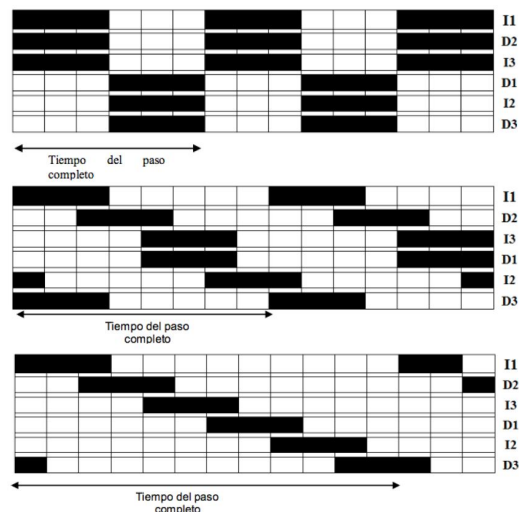 I1
D2
I3
D1
I2
D3
Tiempo del paso
completo
I1
D2
I3
D1
I2
D3
Tiempo del paso
completo
I1
D2
I3
D1
I2
D3
Tiempo del paso
completo